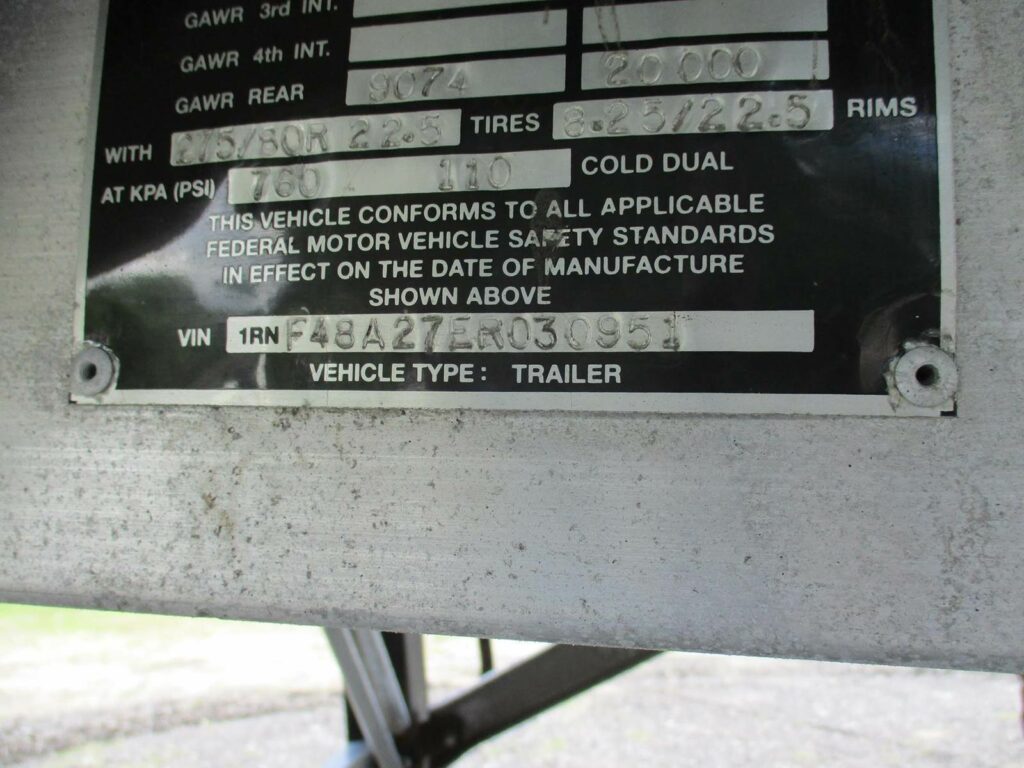 GAWR 3rd INT.
GAWR 4th INT.
GAWR REAR 9074 20 000
WITH 275/80R 22.5 TIRES 8.25/22.5 RIMS
AT KPA (PSI) 760 110 COLD DUAL
THIS VEHICLE CONFORMS TO ALL APPLICABLE
FEDERAL MOTOR VEHICLE SAFETY STANDARDS
IN EFFECT ON THE DATE OF MANUFACTURE
SHOWN ABOVE
VIN 1RNF48A27ER030951
VEHICLE TYPE: TRAILER